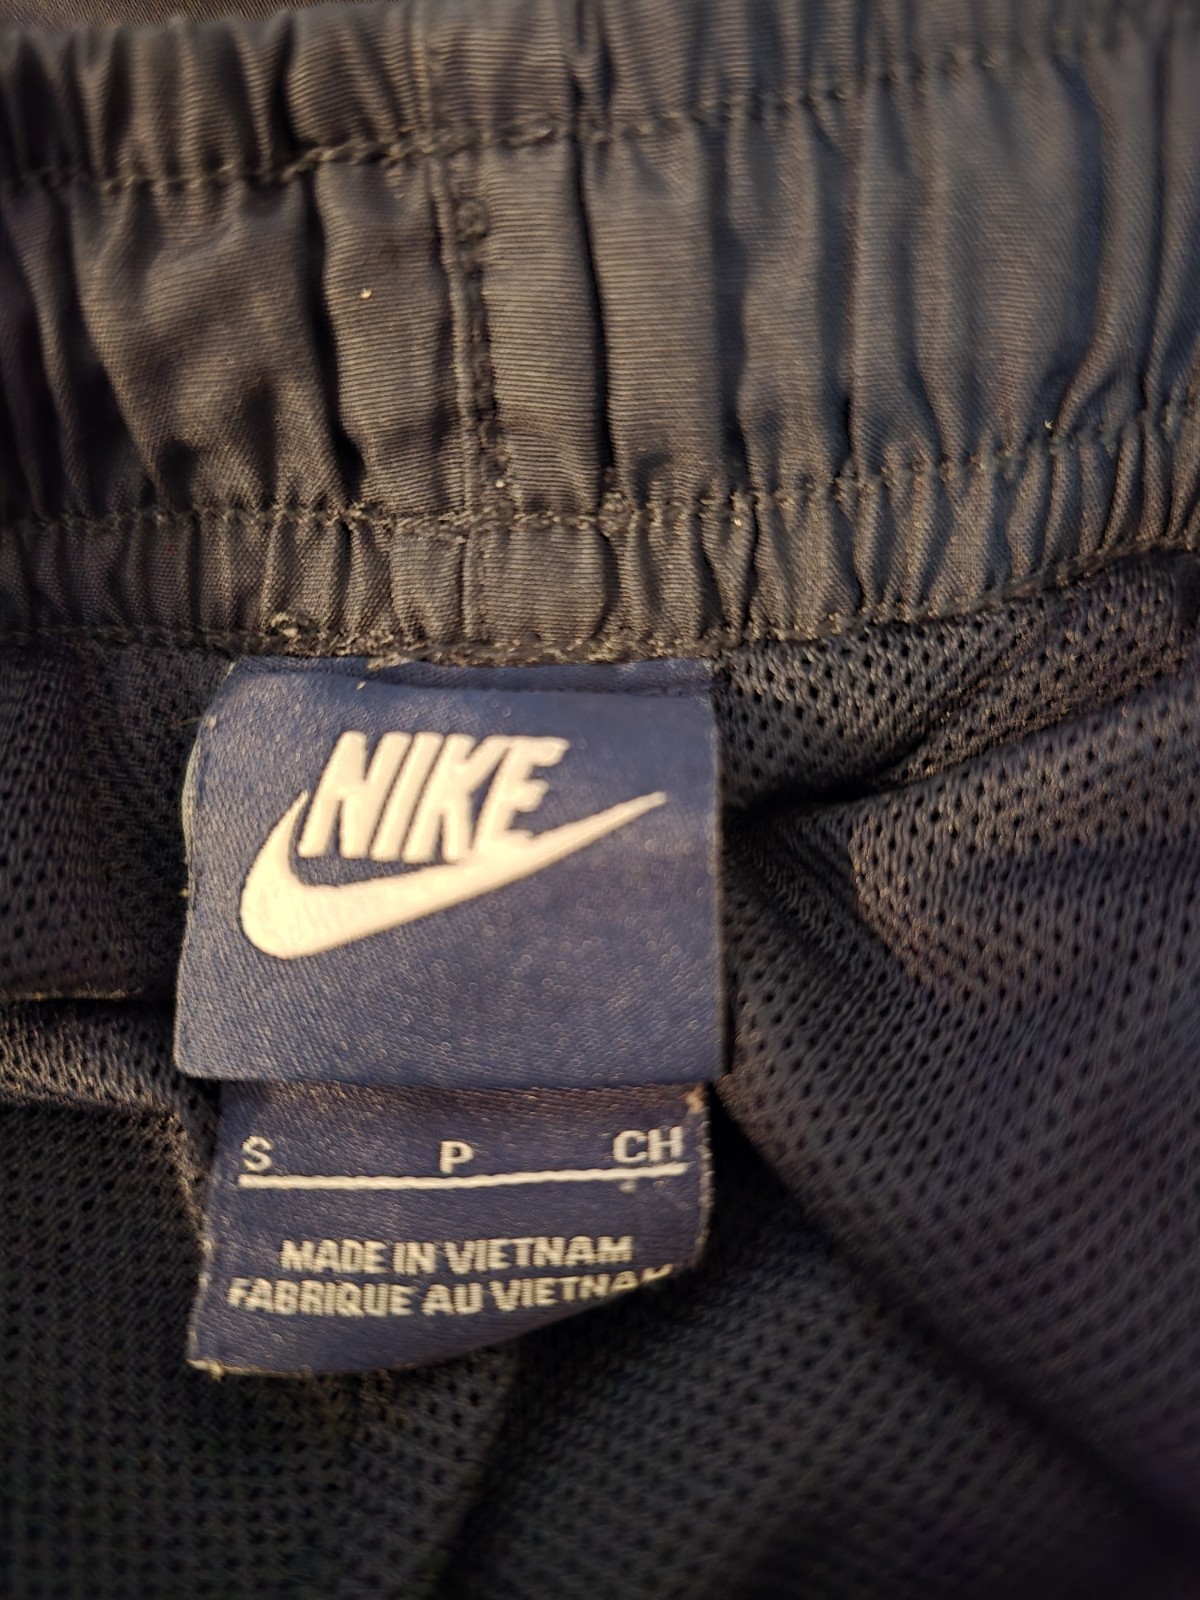 NIKE
S P CH
MADE IN VIETNAM
FABRIQUE AU VIETNAM